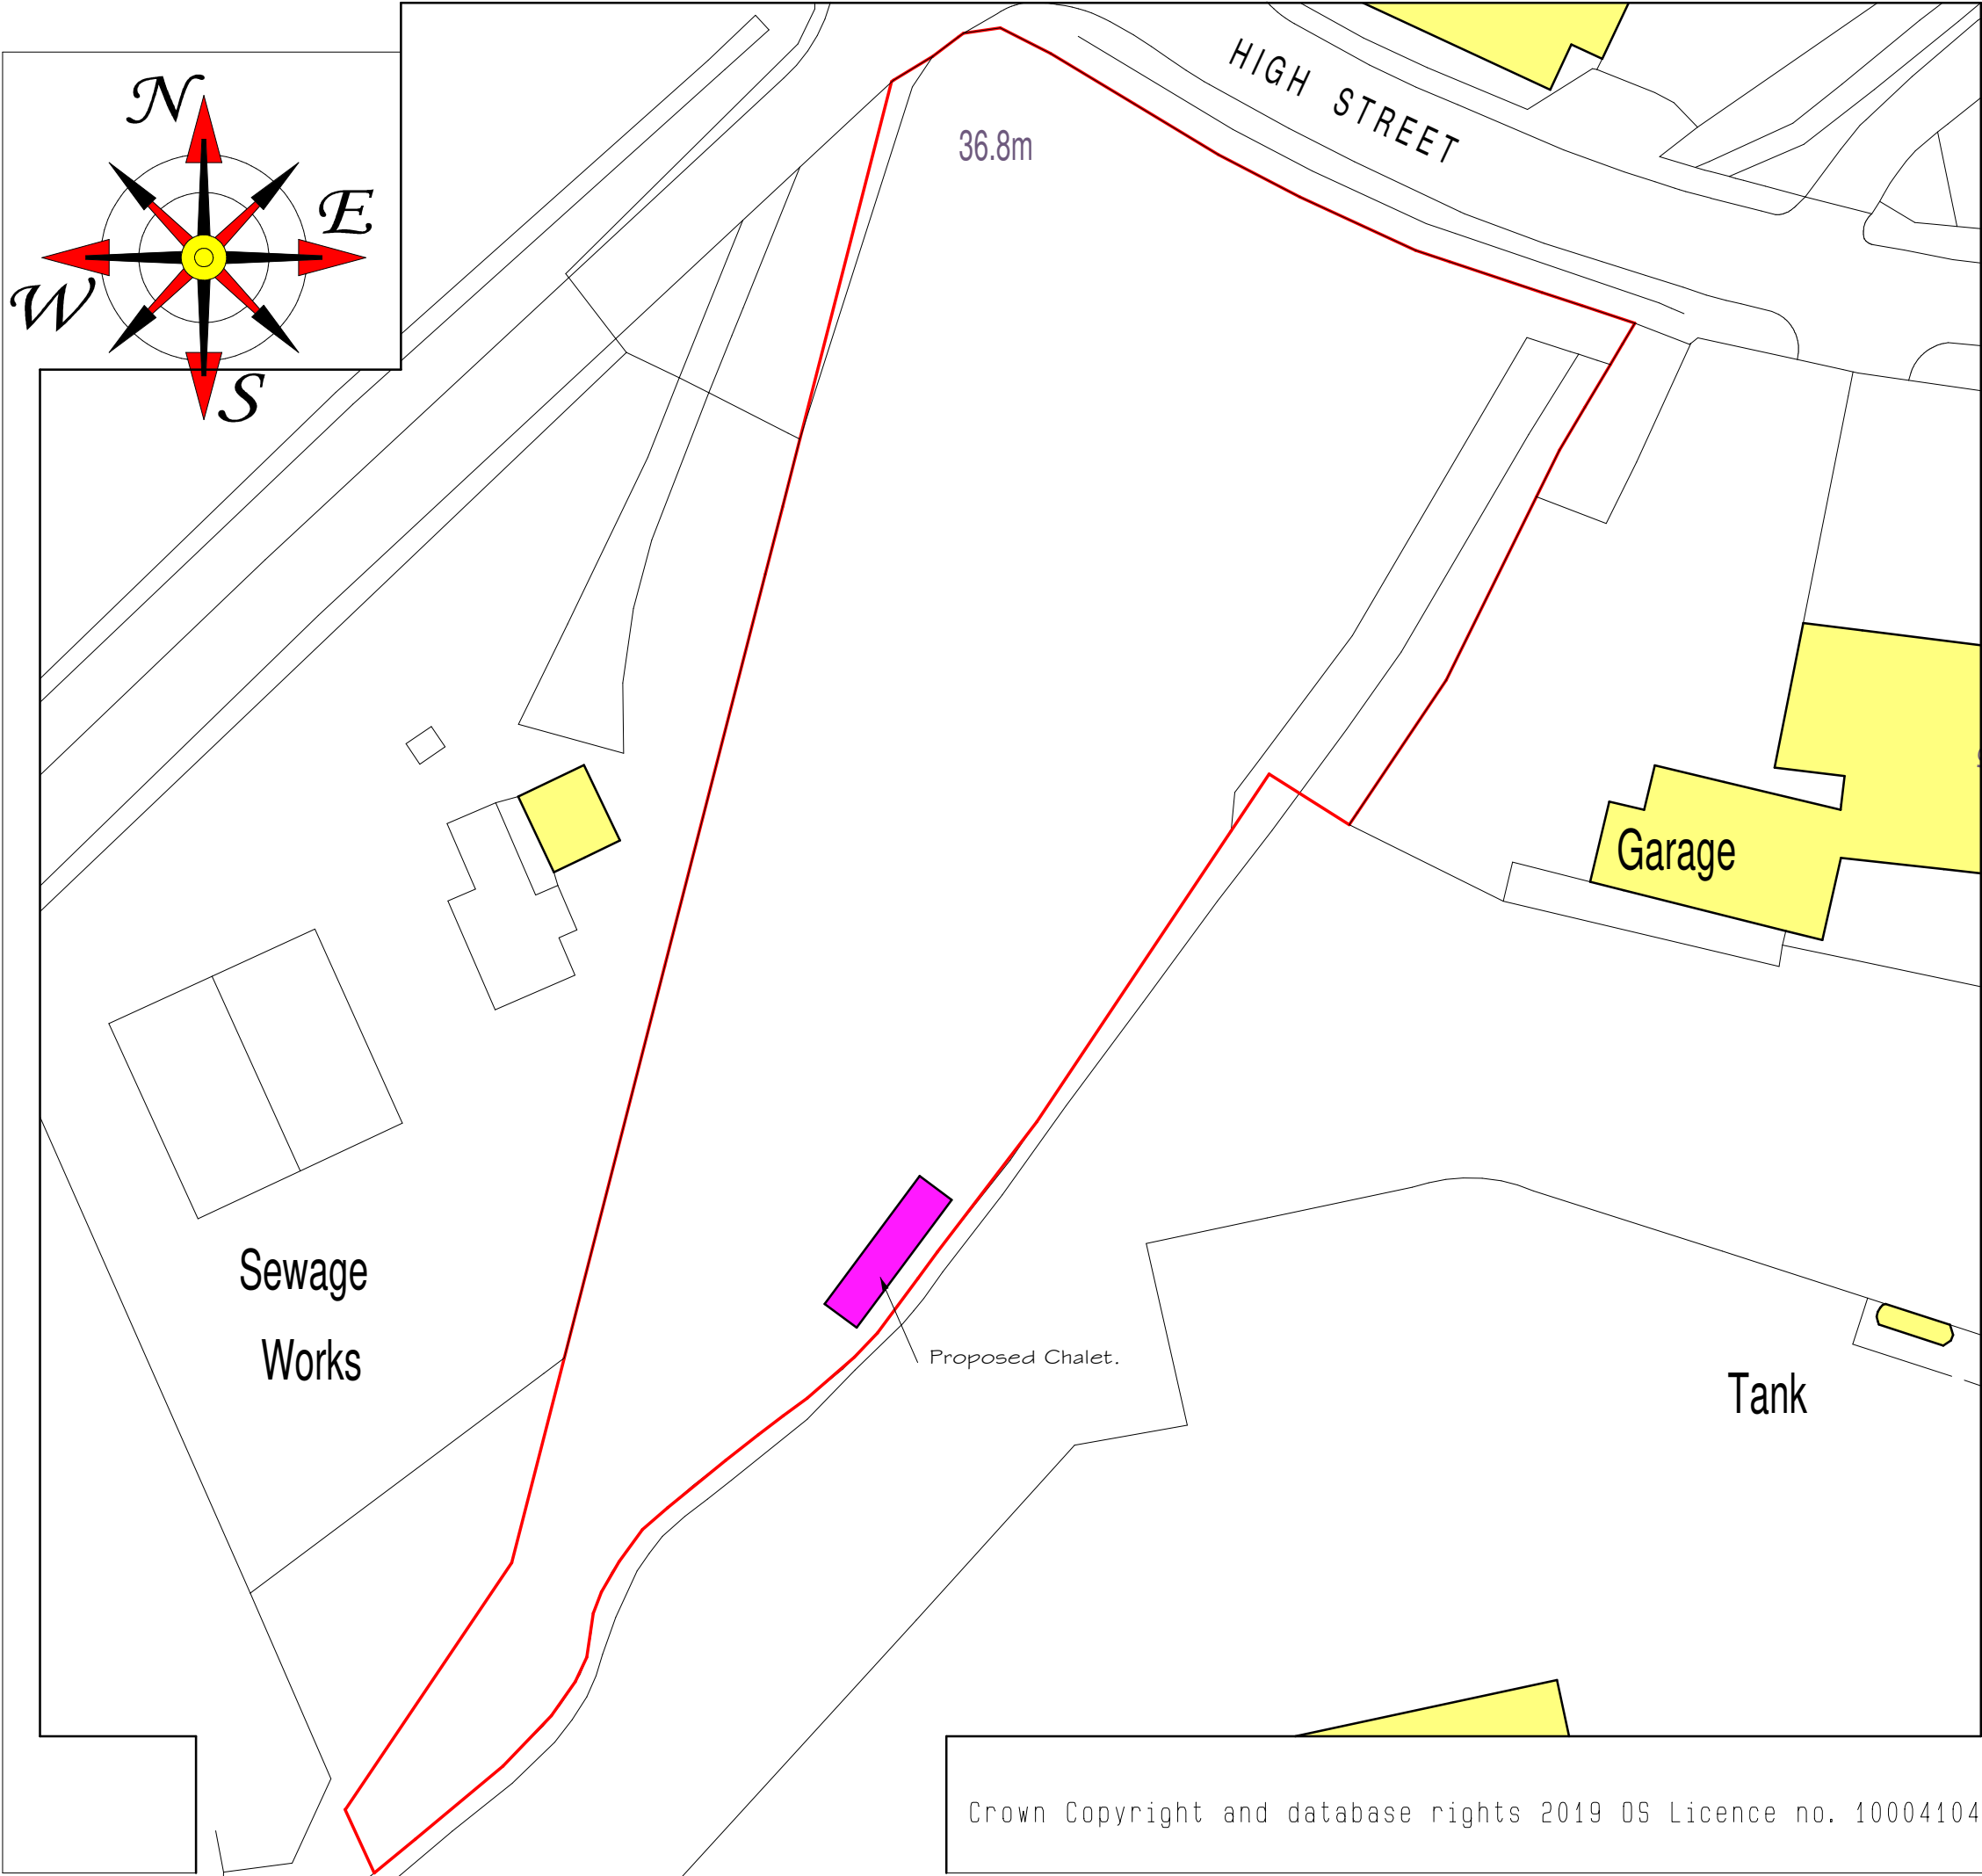 N
E
W
S
HIGH STREET
36.8m
Garage
Sewage
Works
Proposed Chalet.
Tank
Crown Copyright and database rights 2019 OS Licence no. 10004104